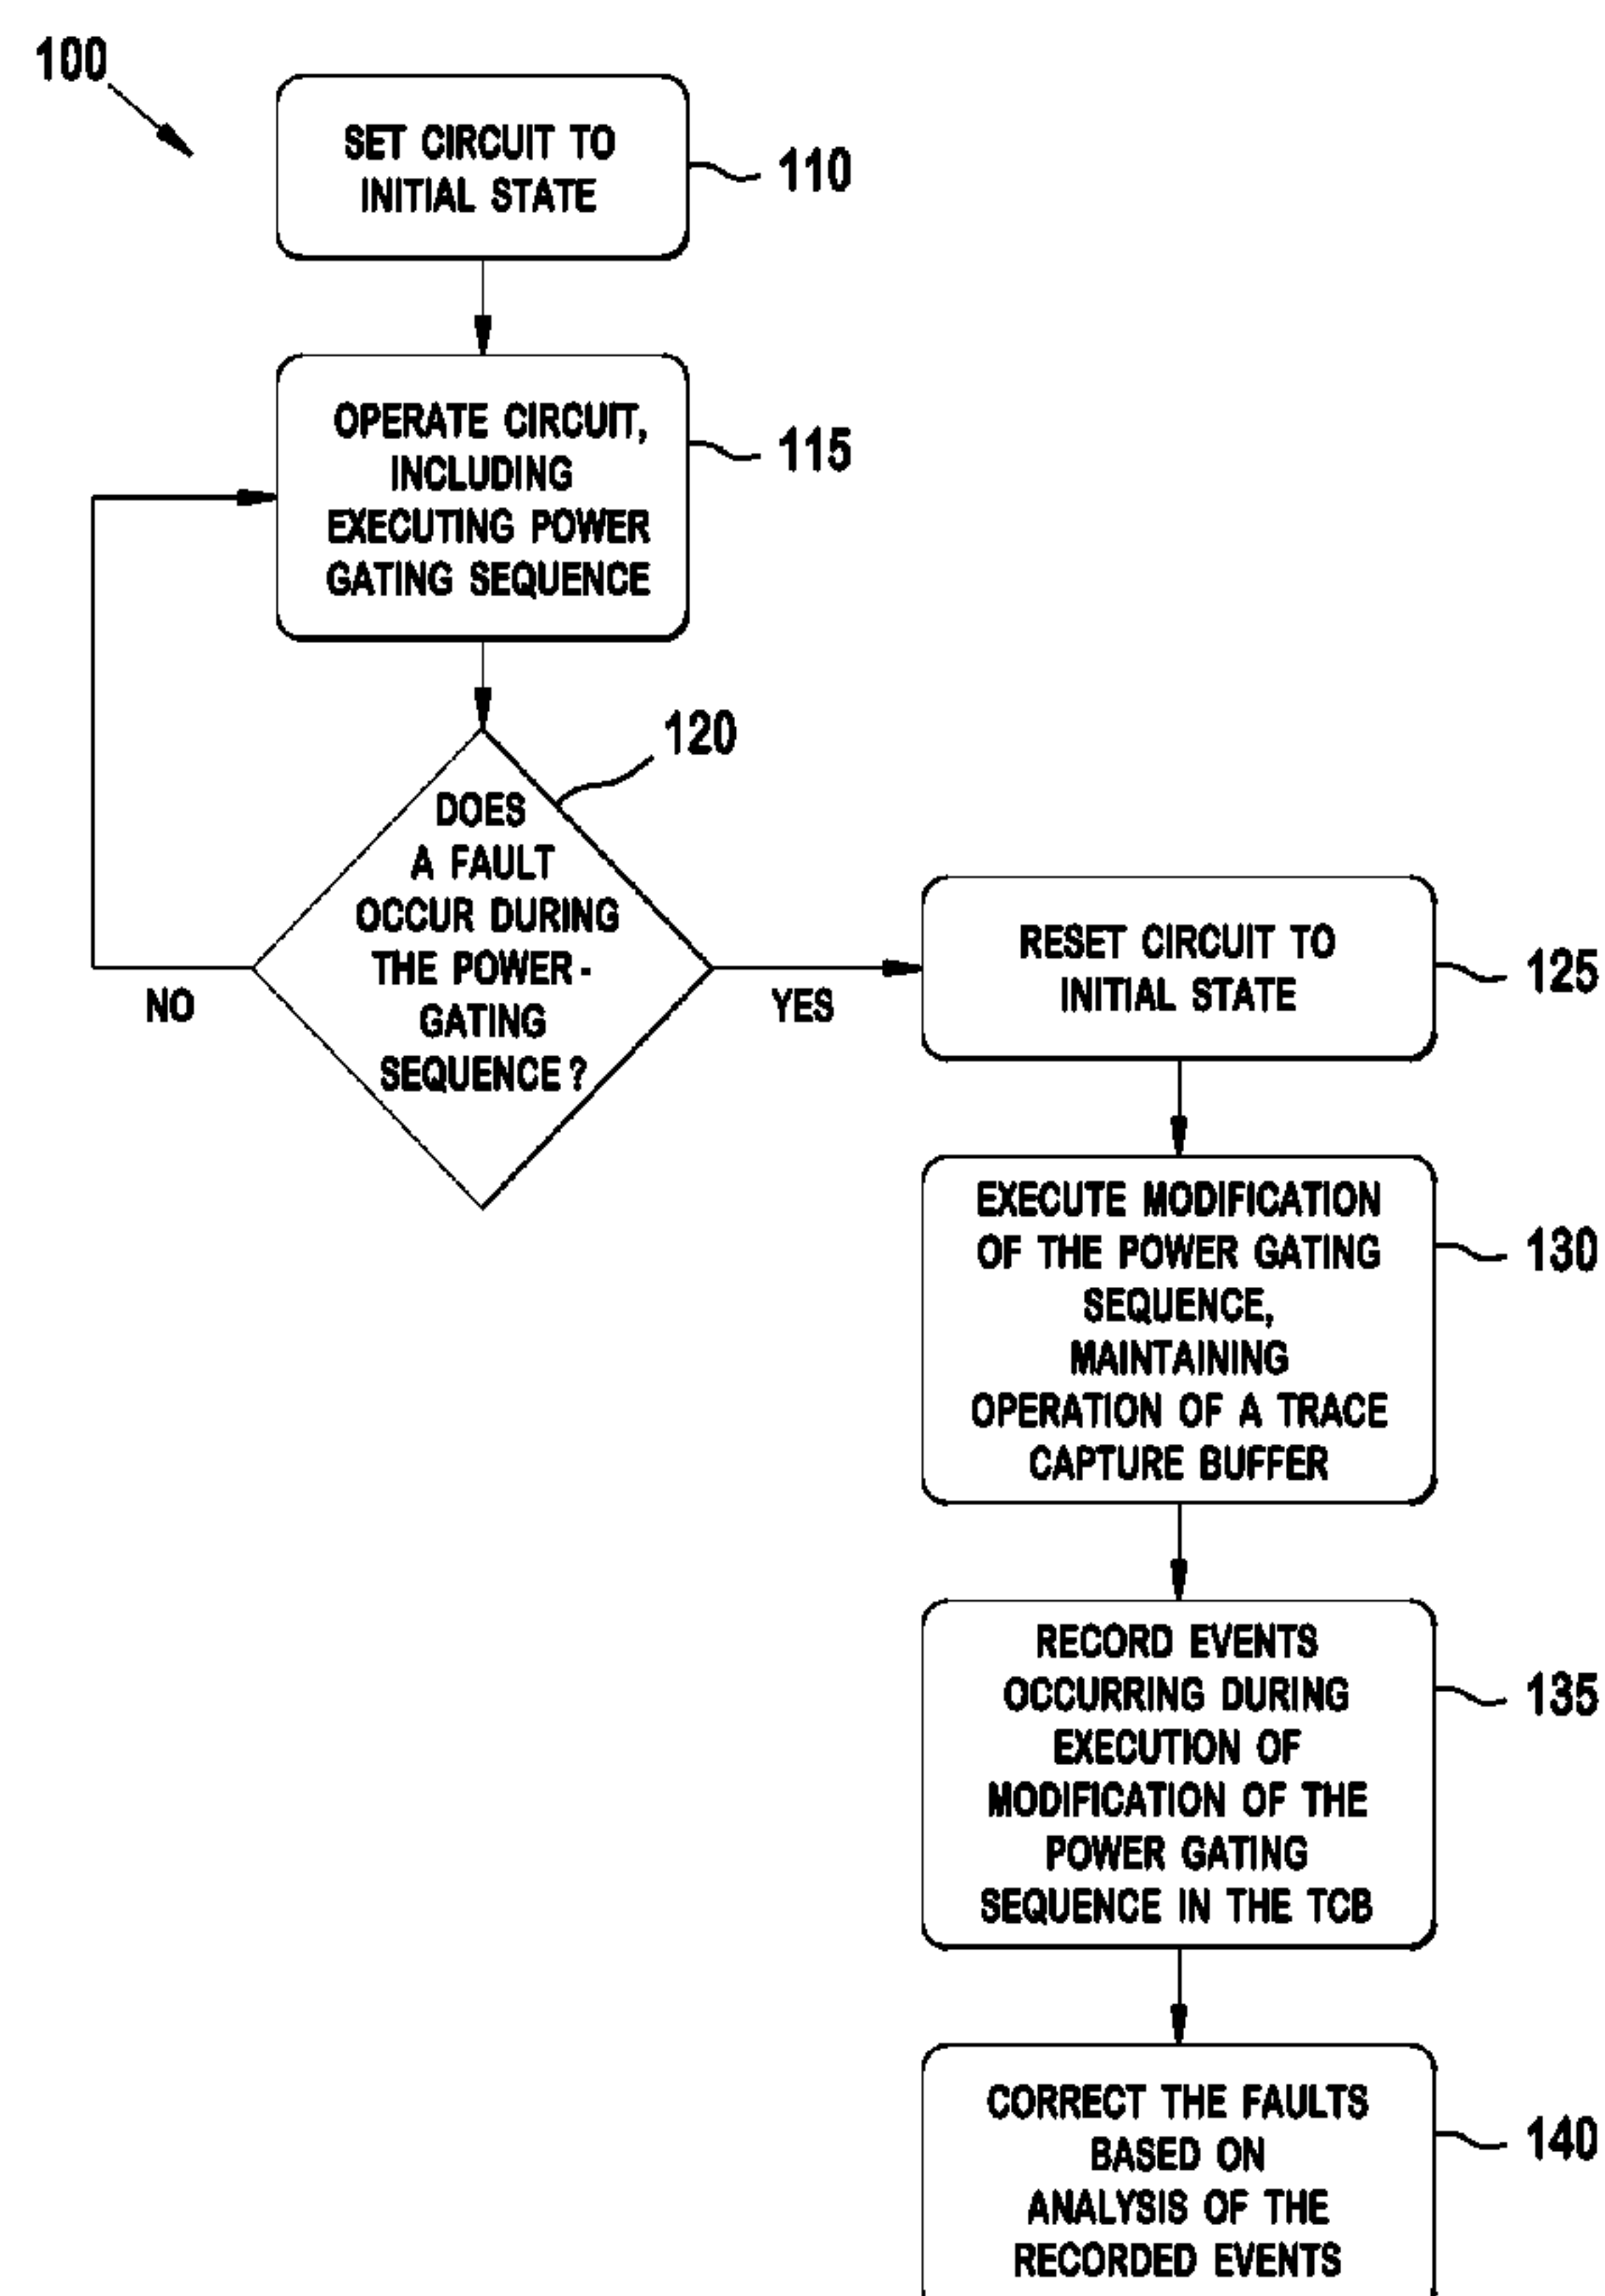 100
SET CIRCUIT TO
INITIAL STATE
110
OPERATE CIRCUIT,
INCLUDING
EXECUTING POWER
GATING SEQUENCE
115
120
DOES
A FAULT
OCCUR DURING
THE POWER-
GATING
SEQUENCE?
NO
YES
RESET CIRCUIT TO
INITIAL STATE
125
EXECUTE MODIFICATION
OF THE POWER GATING
SEQUENCE,
MAINTAINING
OPERATION OF A TRACE
CAPTURE BUFFER
130
RECORD EVENTS
OCCURRING DURING
EXECUTION OF
MODIFICATION OF THE
POWER GATING
SEQUENCE IN THE TCB
135
CORRECT THE FAULTS
BASED ON
ANALYSIS OF THE
RECORDED EVENTS
140